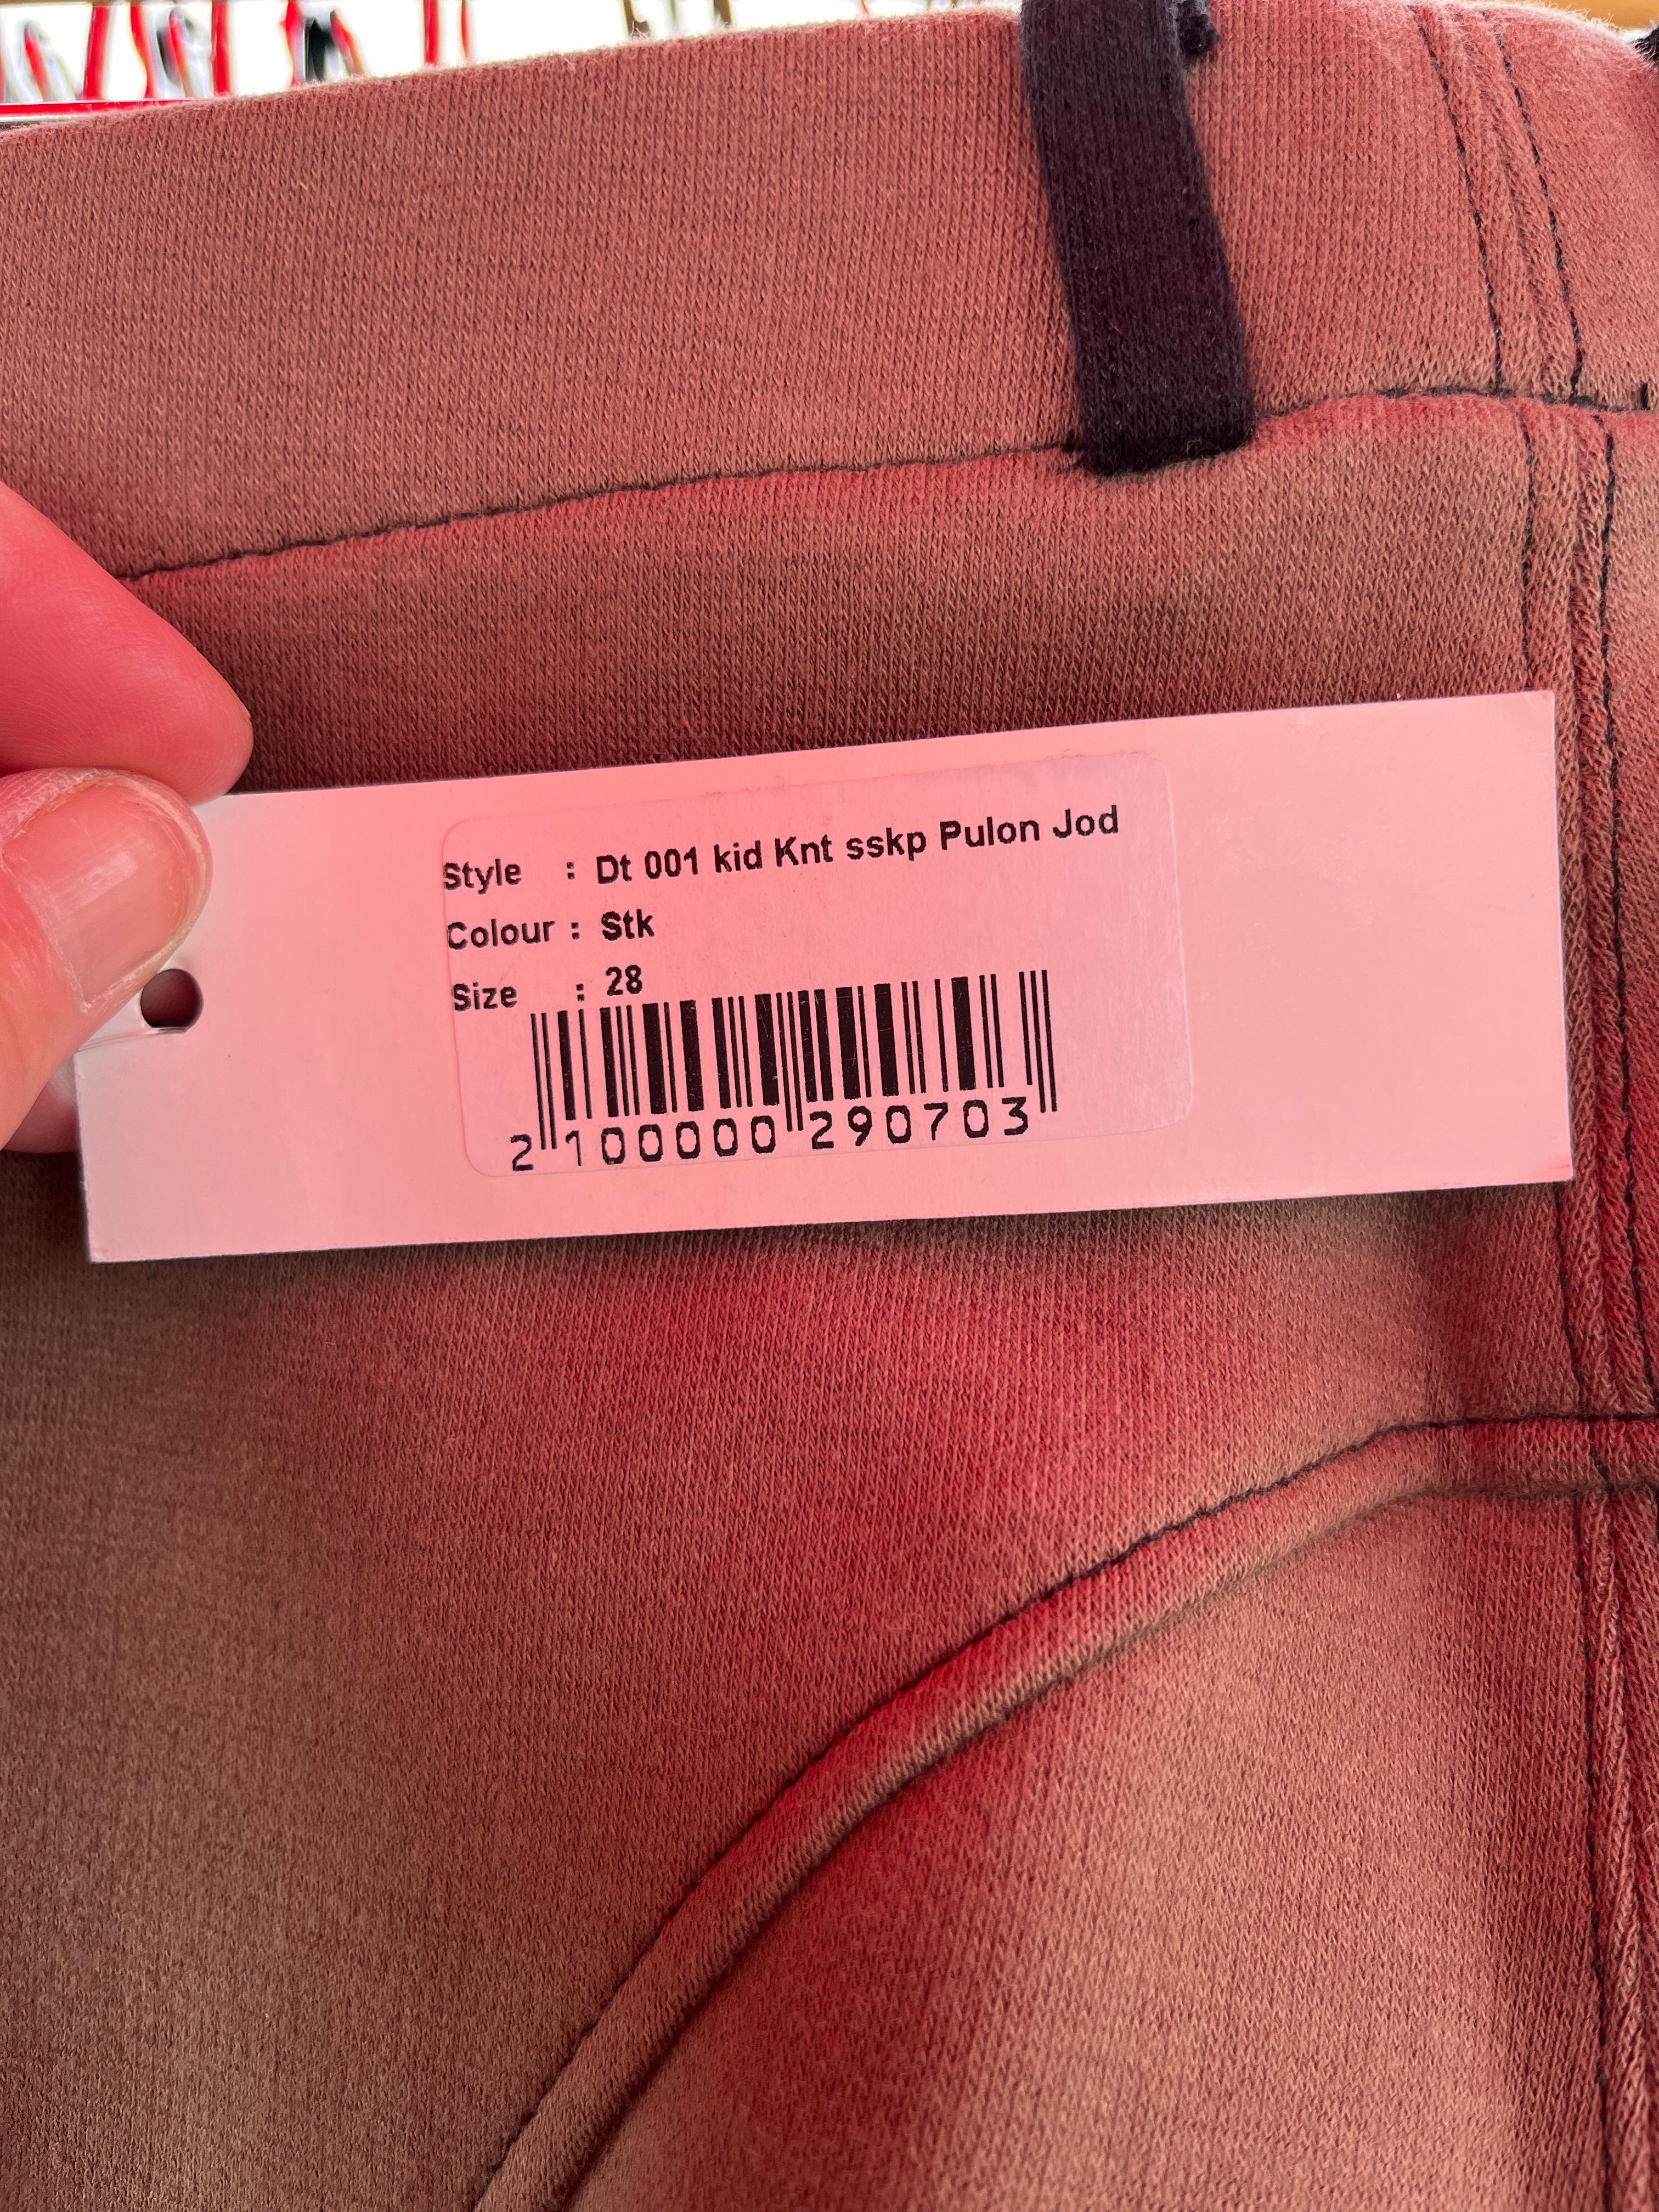 Style : Dt 001 kid Knt sskp Pulon Jod
Colour : Stk
Size : 28
2 100000 290703